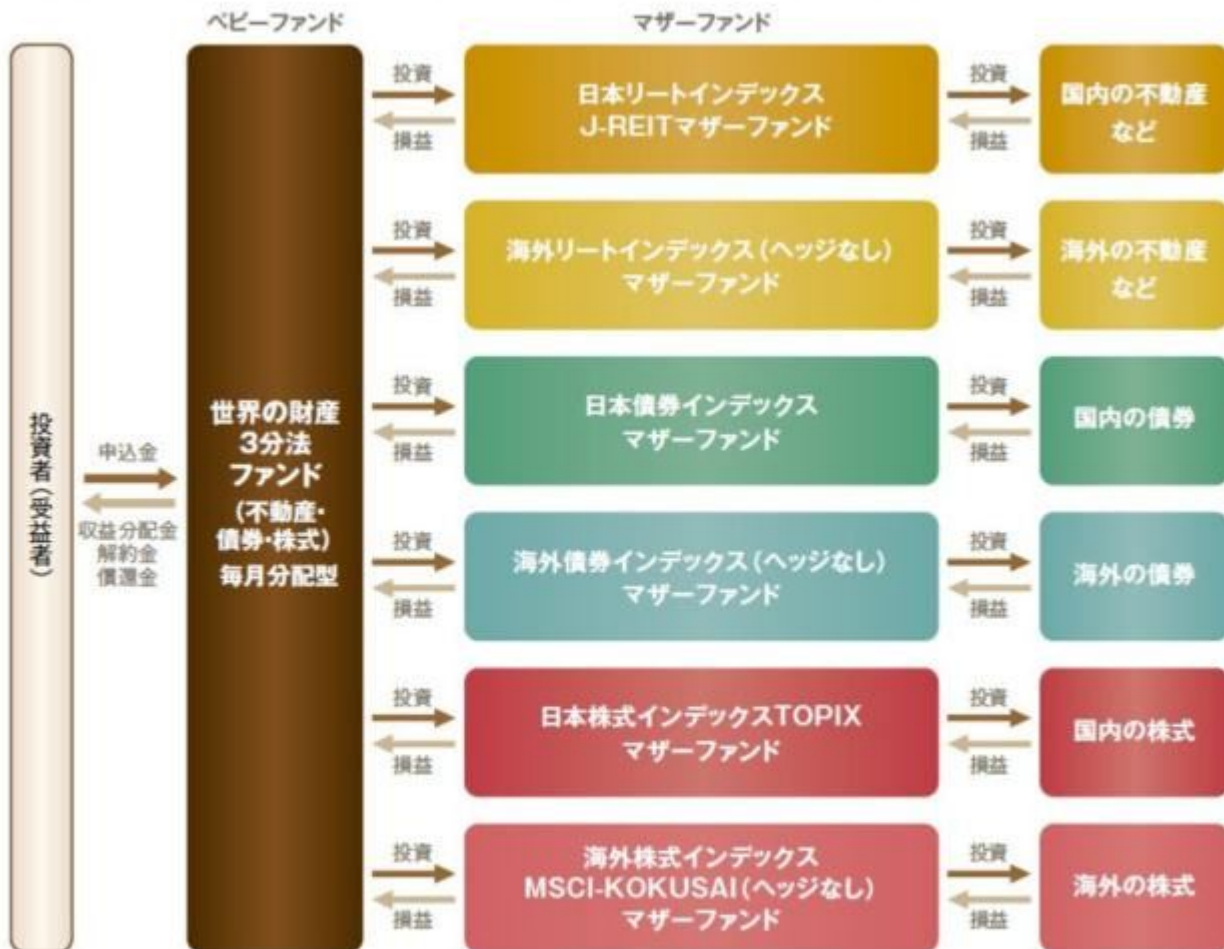 ベビーファンド
マザーファンド
投資者（受益者）
申込金
収益分配金
解約金
償還金
世界の財産
3分法
ファンド
（不動産・
債券・株式）
毎月分配型
投資
損益
日本リートインデックス
J-REITマザーファンド
投資
損益
国内の不動産
など
投資
損益
海外リートインデックス（ヘッジなし）
マザーファンド
投資
損益
海外の不動産
など
投資
損益
日本債券インデックス
マザーファンド
投資
損益
国内の債券
投資
損益
海外債券インデックス（ヘッジなし）
マザーファンド
投資
損益
海外の債券
投資
損益
日本株式インデックスTOPIX
マザーファンド
投資
損益
国内の株式
投資
損益
海外株式インデックス
MSCI-KOKUSAI（ヘッジなし）
マザーファンド
投資
損益
海外の株式